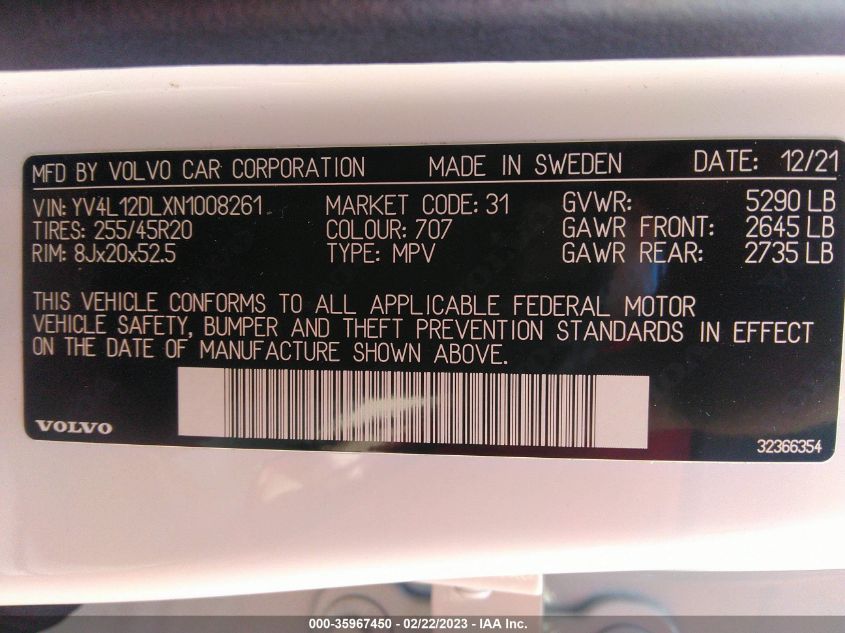 MFD BY VOLVO CAR CORPORATION MADE IN SWEDEN DATE: 12/21
VIN: YV4L12DLXN1008261 MARKET CODE: 31 GVWR: 5290 LB
TIRES: 255/45R20 COLOUR: 707 GAWR FRONT: 2645 LB
RIM: 8Jx20x52.5 TYPE: MPV GAWR REAR: 2735 LB
THIS VEHICLE CONFORMS TO ALL APPLICABLE FEDERAL MOTOR
VEHICLE SAFETY, BUMPER AND THEFT PREVENTION STANDARDS IN EFFECT
ON THE DATE OF MANUFACTURE SHOWN ABOVE.
VOLVO
32366354
000-35967450 - 02/22/2023 - IAA Inc.